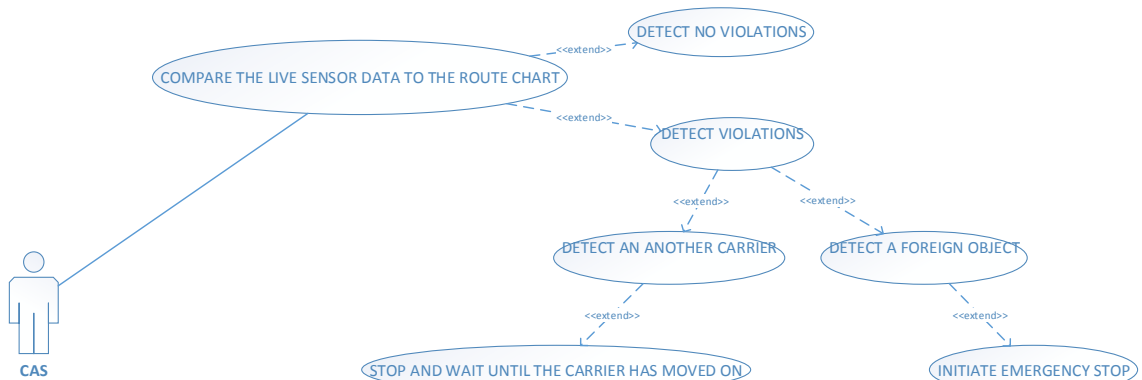 DETECT NO VIOLATIONS
<<extend>>
COMPARE THE LIVE SENSOR DATA TO THE ROUTE CHART
<<extend>>
DETECT VIOLATIONS
<<extend>>
<<extend>>
DETECT AN ANOTHER CARRIER
DETECT A FOREIGN OBJECT
<<extend>>
<<extend>>
CAS
STOP AND WAIT UNTIL THE CARRIER HAS MOVED ON
INITIATE EMERGENCY STOP